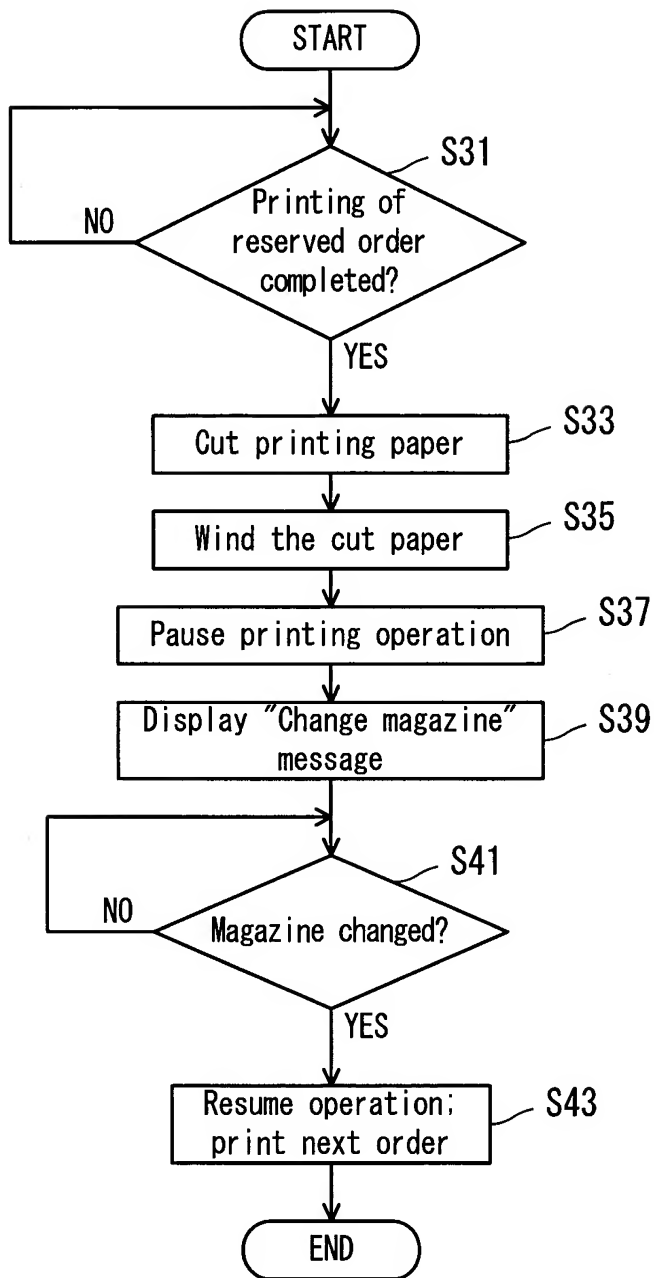 START
S31
Printing of
reserved order
completed?
NO
YES
Cut printing paper
S33
Wind the cut paper
S35
Pause printing operation
S37
Display "Change magazine"
message
S39
S41
Magazine changed?
NO
YES
Resume operation;
print next order
S43
END